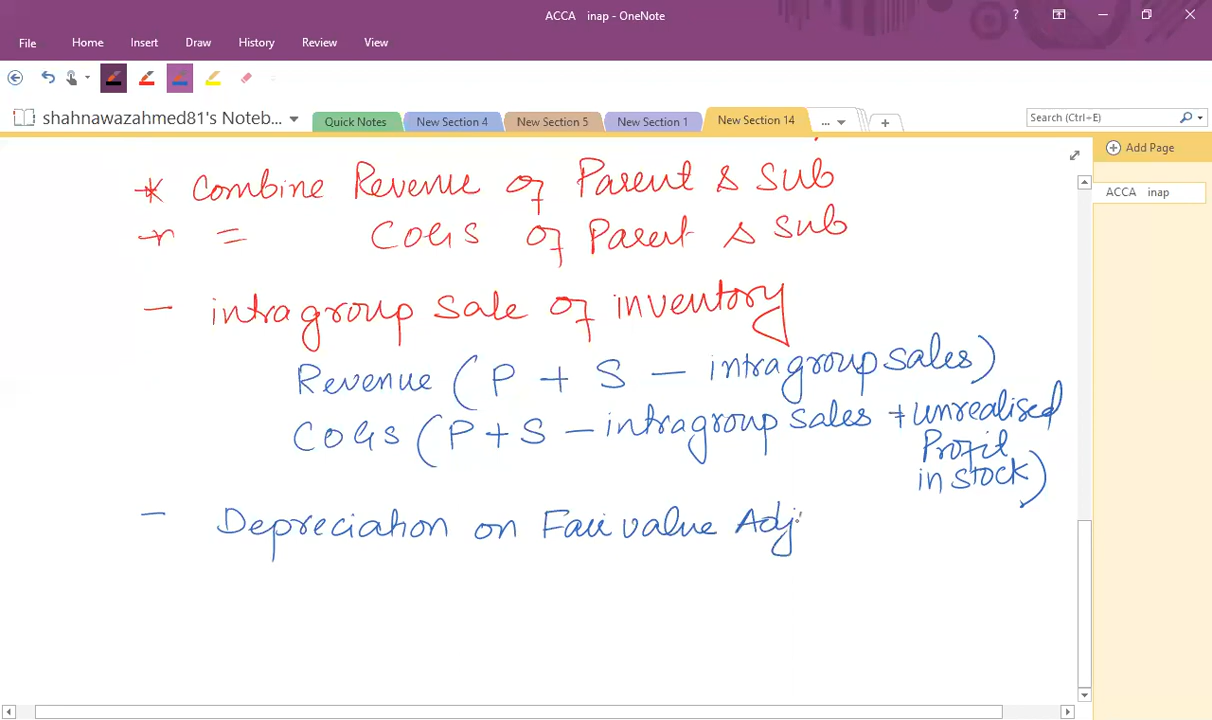 ACCA inap - OneNote
File Home Insert Draw History Review View
shahnawazahmed81's Noteb... Quick Notes New Section 4 New Section 5 New Section 1 New Section 14 ... Search (Ctrl+E)
Add Page
ACCA inap
* Combine Revenue of Parent & Sub
= COGS of Parent & Sub
- intragroup sale of inventory
Revenue ( P + S - intragroup sales)
COGS ( P + S - intragroup sales + unrealised
Profit
in stock)
- Depreciation on Fair value Adj